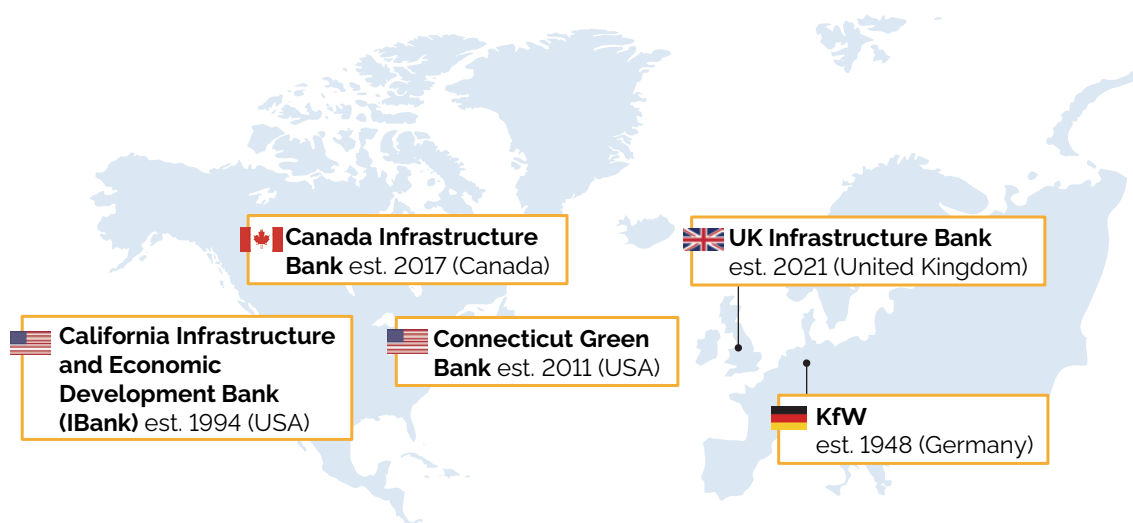 Canada Infrastructure
Bank est. 2017 (Canada)
UK Infrastructure Bank
est. 2021 (United Kingdom)
California Infrastructure
and Economic
Development Bank
(IBank) est. 1994 (USA)
Connecticut Green
Bank est. 2011 (USA)
KfW
est. 1948 (Germany)